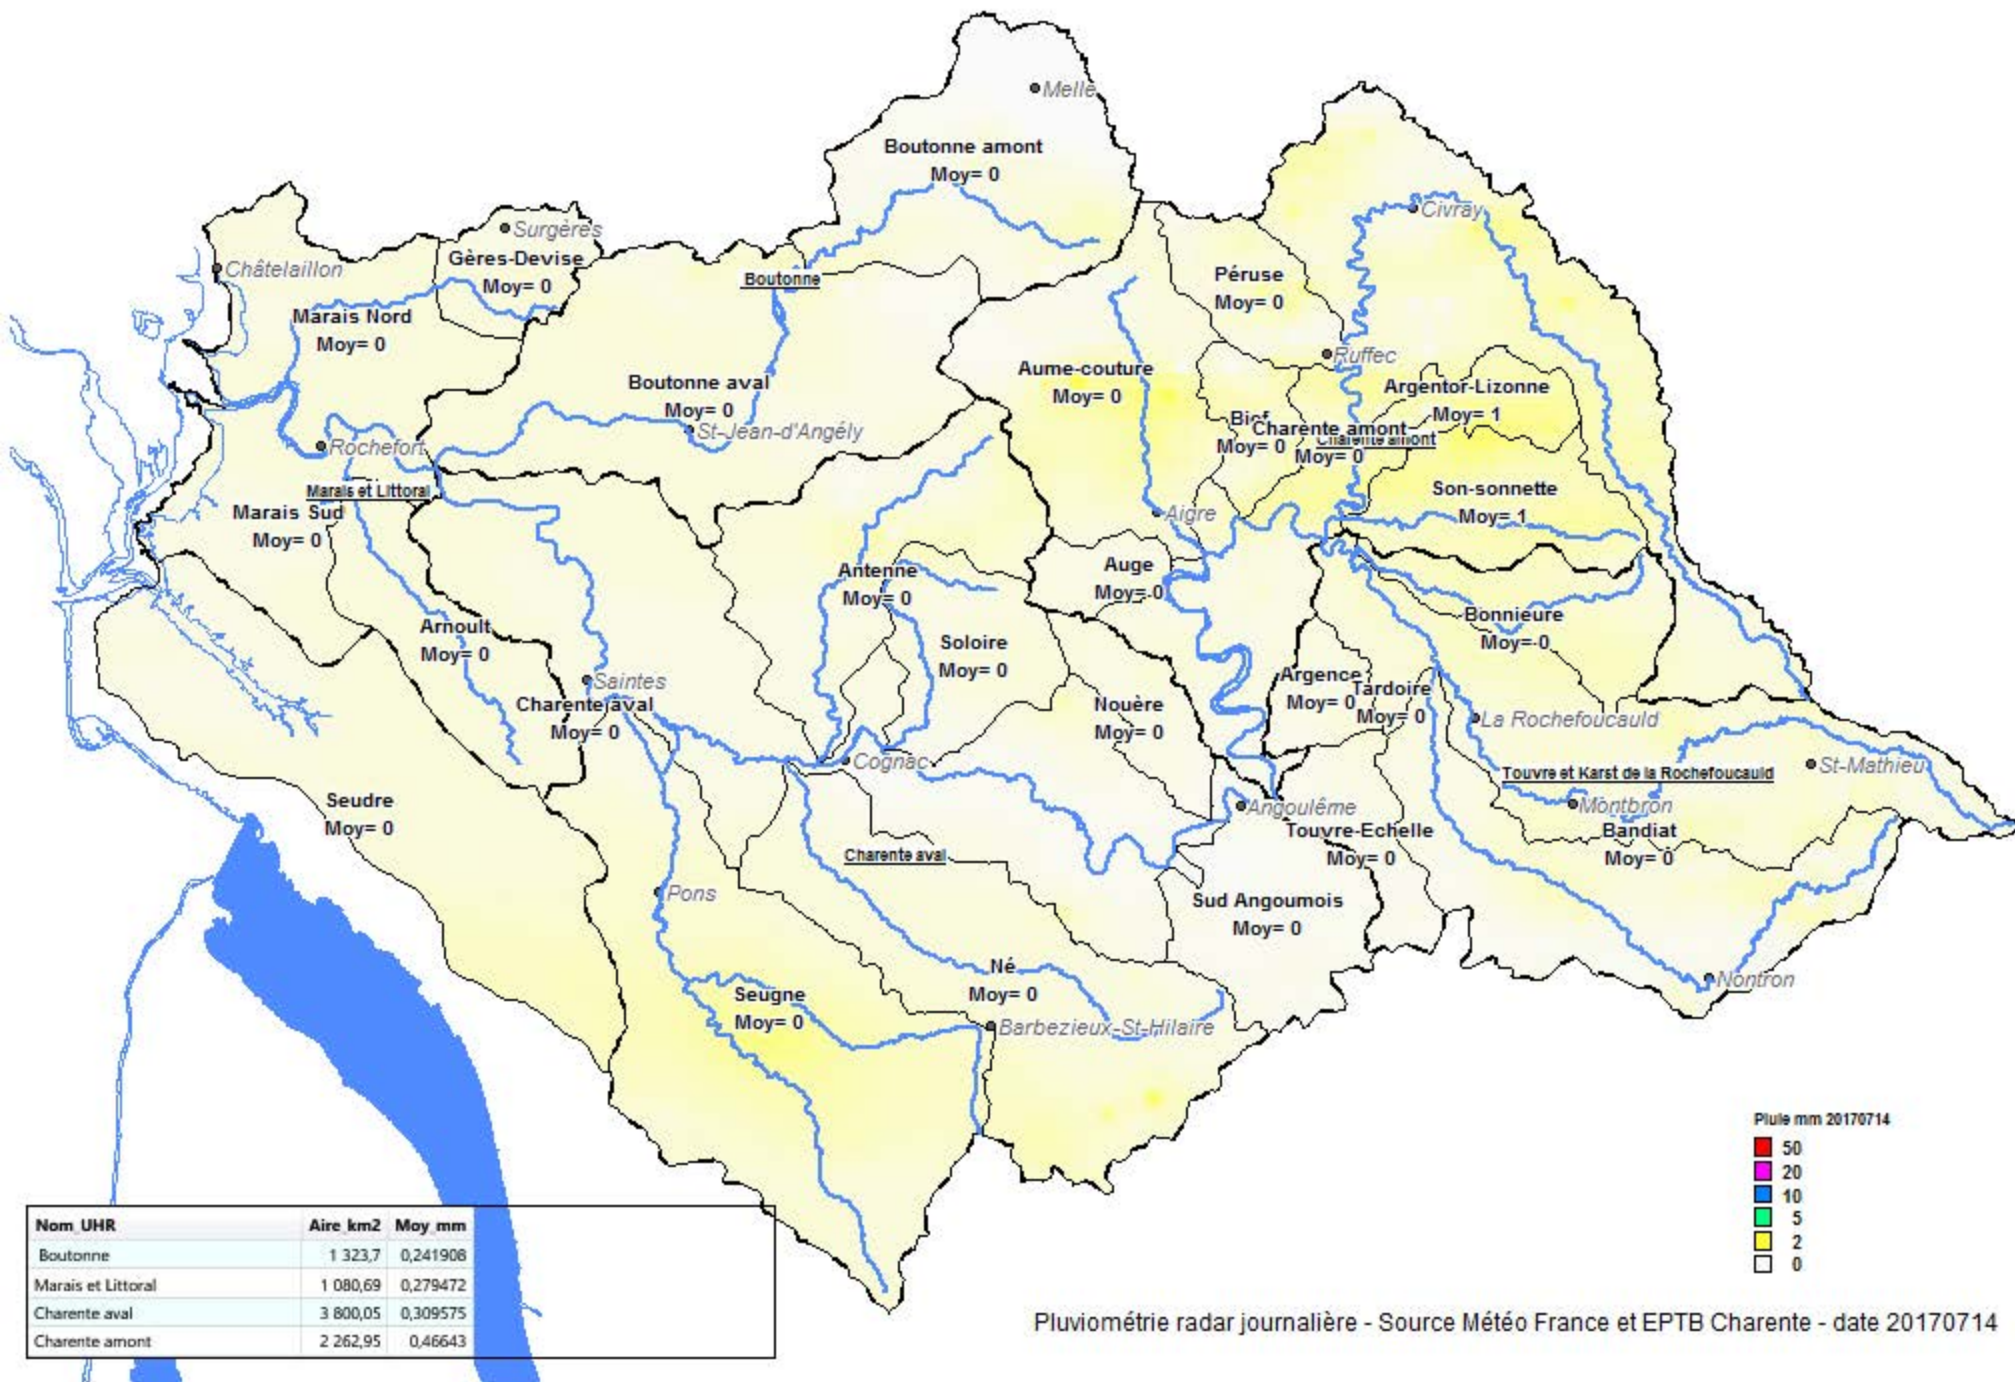 Melle
Boutonne amont
Moy= 0
Civray
Surgères
Gères-Devise
Moy= 0
Châtelaillon
Boutonne
Péruse
Moy= 0
Marais Nord
Moy= 0
Ruffec
Aume-couture
Moy= 0
Boutonne aval
Moy= 0
Argentor-Lizonne
Moy= 1
St-Jean-d'Angély
Bief
Moy= 0
Charente amont
Charente amont
Moy= 0
Rochefort
Marais et Littoral
Marais Sud
Moy= 0
Son-sonnette
Moy= 1
Aigre
Antenne
Moy= 0
Auge
Moy= 0
Arnoult
Moy= 0
Soloire
Moy= 0
Bonnieure
Moy= 0
Saintes
Charente aval
Moy= 0
Nouère
Moy= 0
Argence
Moy= 0
Tardoire
Moy= 0
La Rochefoucauld
Cognac
Touvre et Karst de la Rochefoucauld
St-Mathieu
Seudre
Moy= 0
Angoulême
Montbron
Touvre-Echelle
Moy= 0
Bandiat
Moy= 0
Charente aval
Pons
Sud Angoumois
Moy= 0
Né
Moy= 0
Nontron
Seugne
Moy= 0
Barbezieux-St-Hilaire
Pluie mm 20170714
50
20
10
5
2
0
Nom_UHR Aire_km2 Moy_mm
Boutonne 1 323,7 0,241908
Marais et Littoral 1 080,69 0,279472
Charente aval 3 800,05 0,309575
Charente amont 2 262,95 0,46643
Pluviométrie radar journalière - Source Météo France et EPTB Charente - date 20170714